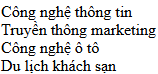 Công nghệ thông tin
Truyền thông marketing
Công nghệ ô tô
Du lịch khách sạn